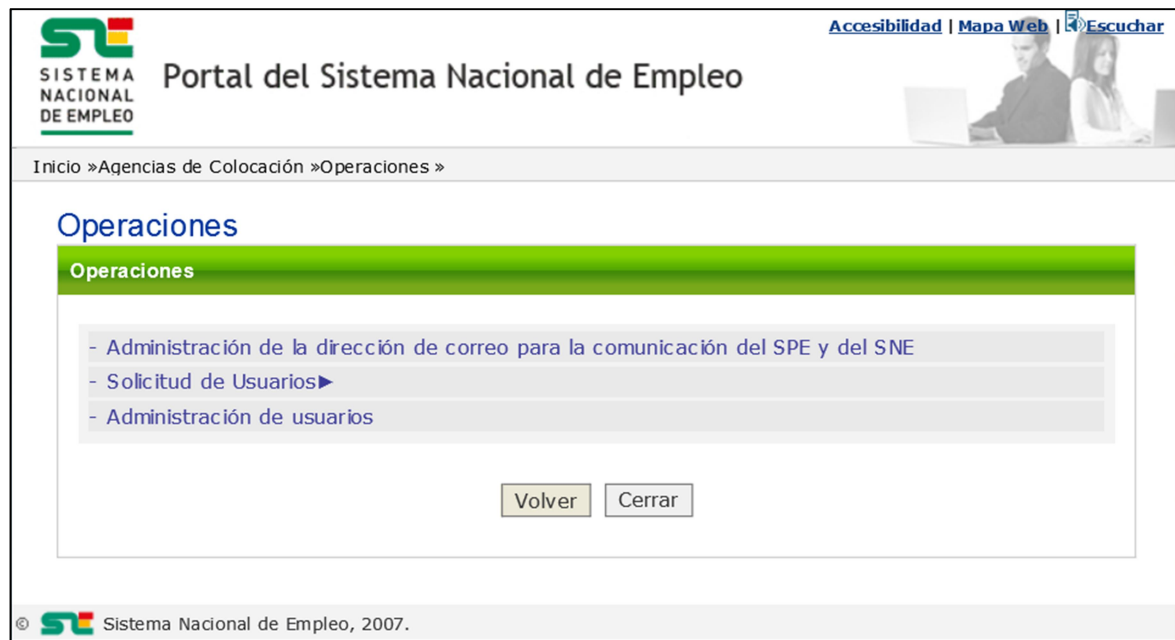 Accesibilidad | Mapa Web | Escuchar
SISTEMA
NACIONAL
DE EMPLEO
Portal del Sistema Nacional de Empleo
Inicio »Agencias de Colocación »Operaciones »
Operaciones
Operaciones
- Administración de la dirección de correo para la comunicación del SPE y del SNE
- Solicitud de Usuarios►
- Administración de usuarios
Volver Cerrar
© Sistema Nacional de Empleo, 2007.